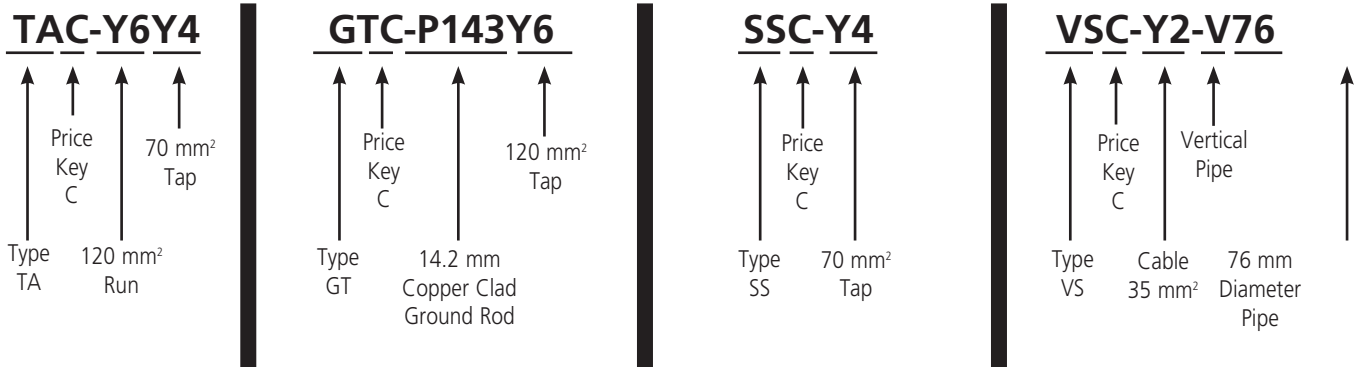 TAC-Y6Y4
Price
Key
C
70 mm²
Tap
Type
TA
120 mm²
Run
GTC-P143Y6
Price
Key
C
120 mm²
Tap
Type
GT
14.2 mm
Copper Clad
Ground Rod
SSC-Y4
Price
Key
C
Type
SS
70 mm²
Tap
VSC-Y2-V76
Price
Key
C
Vertical
Pipe
Type
VS
Cable
35 mm²
76 mm
Diameter
Pipe